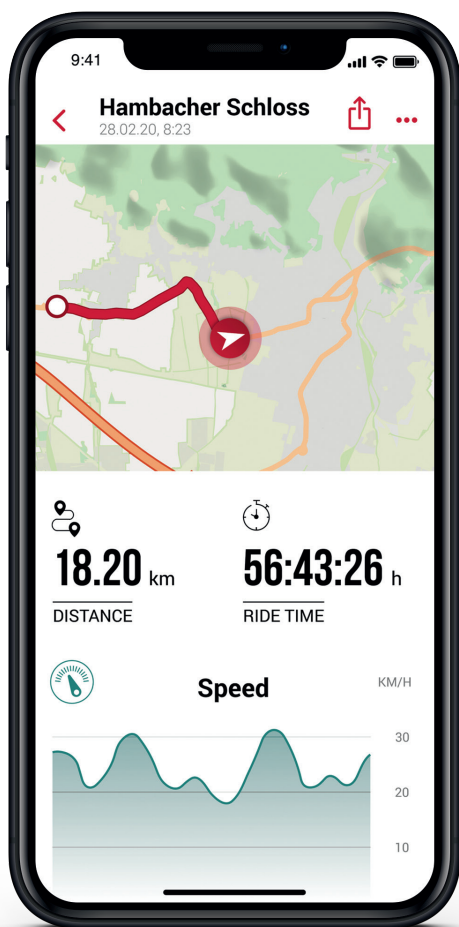 9:41
Hambacher Schloss
28.02.20, 8:23
18.20 km
DISTANCE
56:43:26 h
RIDE TIME
Speed
KM/H
30
20
10